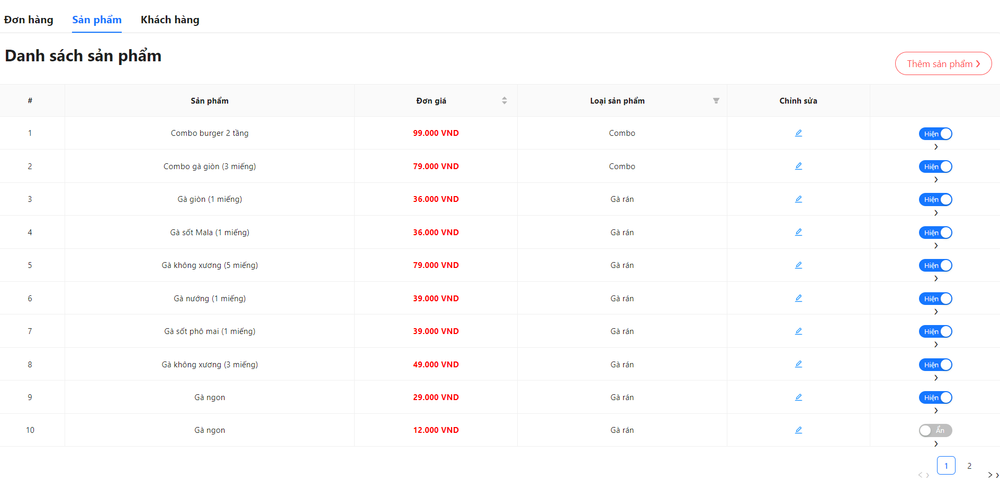 Đơn hàng Sản phẩm Khách hàng
Danh sách sản phẩm
Thêm sản phẩm >
# Sản phẩm Đơn giá Loại sản phẩm Chỉnh sửa
1 Combo burger 2 tầng 99.000 VND Combo Hiện
>
2 Combo gà giòn (3 miếng) 79.000 VND Combo Hiện
>
3 Gà giòn (1 miếng) 36.000 VND Gà rán Hiện
>
4 Gà sốt Mala (1 miếng) 36.000 VND Gà rán Hiện
>
5 Gà không xương (5 miếng) 79.000 VND Gà rán Hiện
>
6 Gà nướng (1 miếng) 39.000 VND Gà rán Hiện
>
7 Gà sốt phô mai (1 miếng) 39.000 VND Gà rán Hiện
>
8 Gà không xương (3 miếng) 49.000 VND Gà rán Hiện
>
9 Gà ngon 29.000 VND Gà rán Hiện
>
10 Gà ngon 12.000 VND Gà rán Ẩn
>
< > 1 2 > >